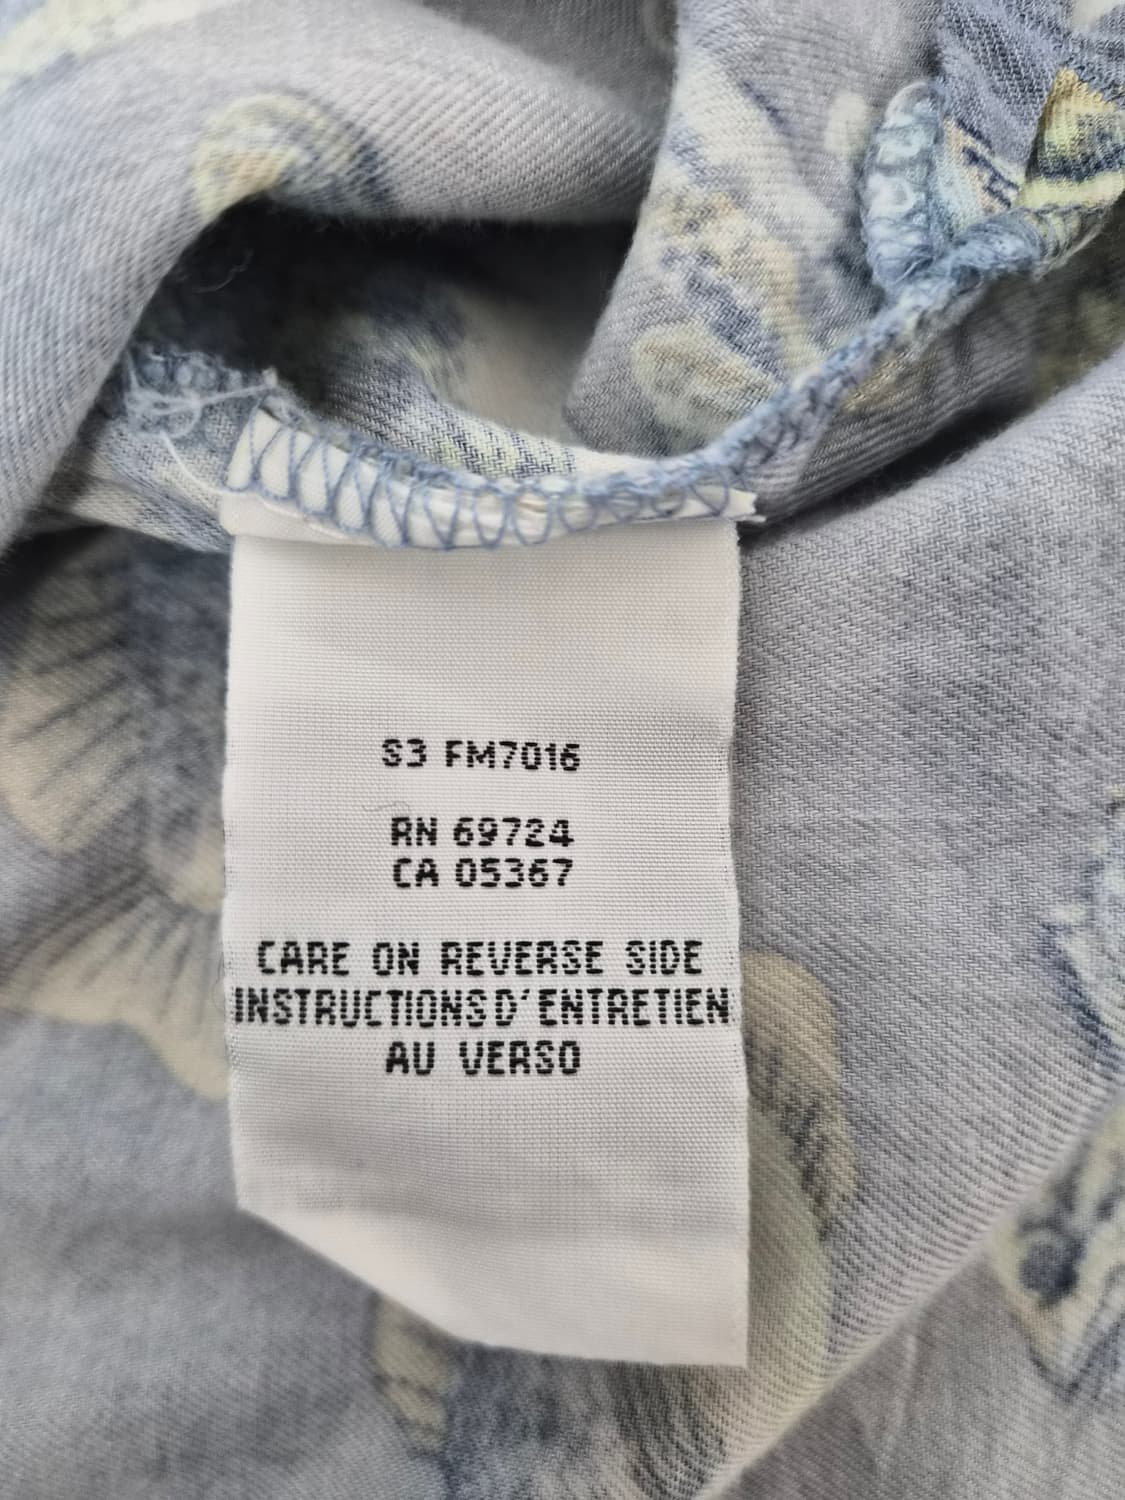 S3 FM7016
RN 69724
CA 05367
CARE ON REVERSE SIDE
INSTRUCTIONS D'ENTRETIEN
AU VERSO